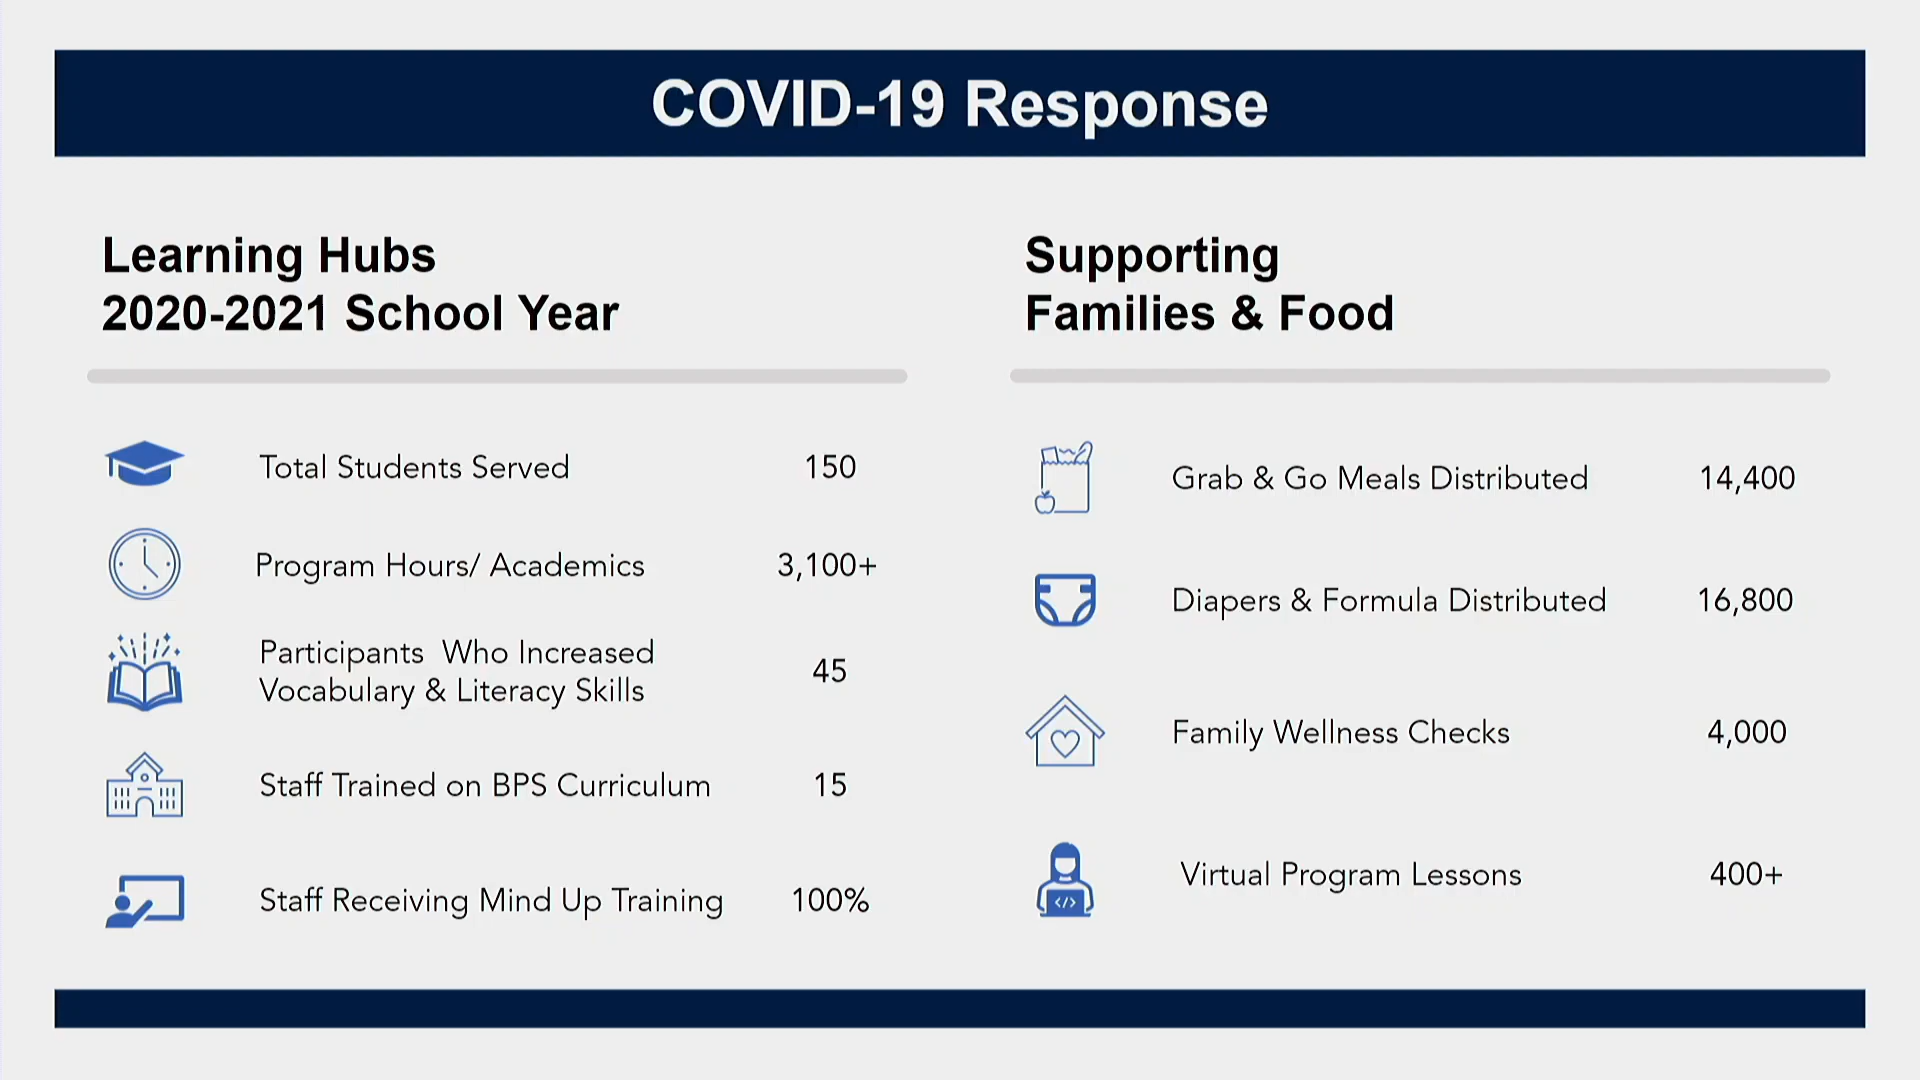 COVID-19 Response
Learning Hubs
2020-2021 School Year
Total Students Served 150
Program Hours/ Academics 3,100+
Participants  Who Increased
Vocabulary & Literacy Skills
45
Staff Trained on BPS Curriculum 15
Staff Receiving Mind Up Training 100%
Supporting
Families & Food
Grab & Go Meals Distributed 14,400
Diapers & Formula Distributed 16,800
Family Wellness Checks 4,000
Virtual Program Lessons 400+